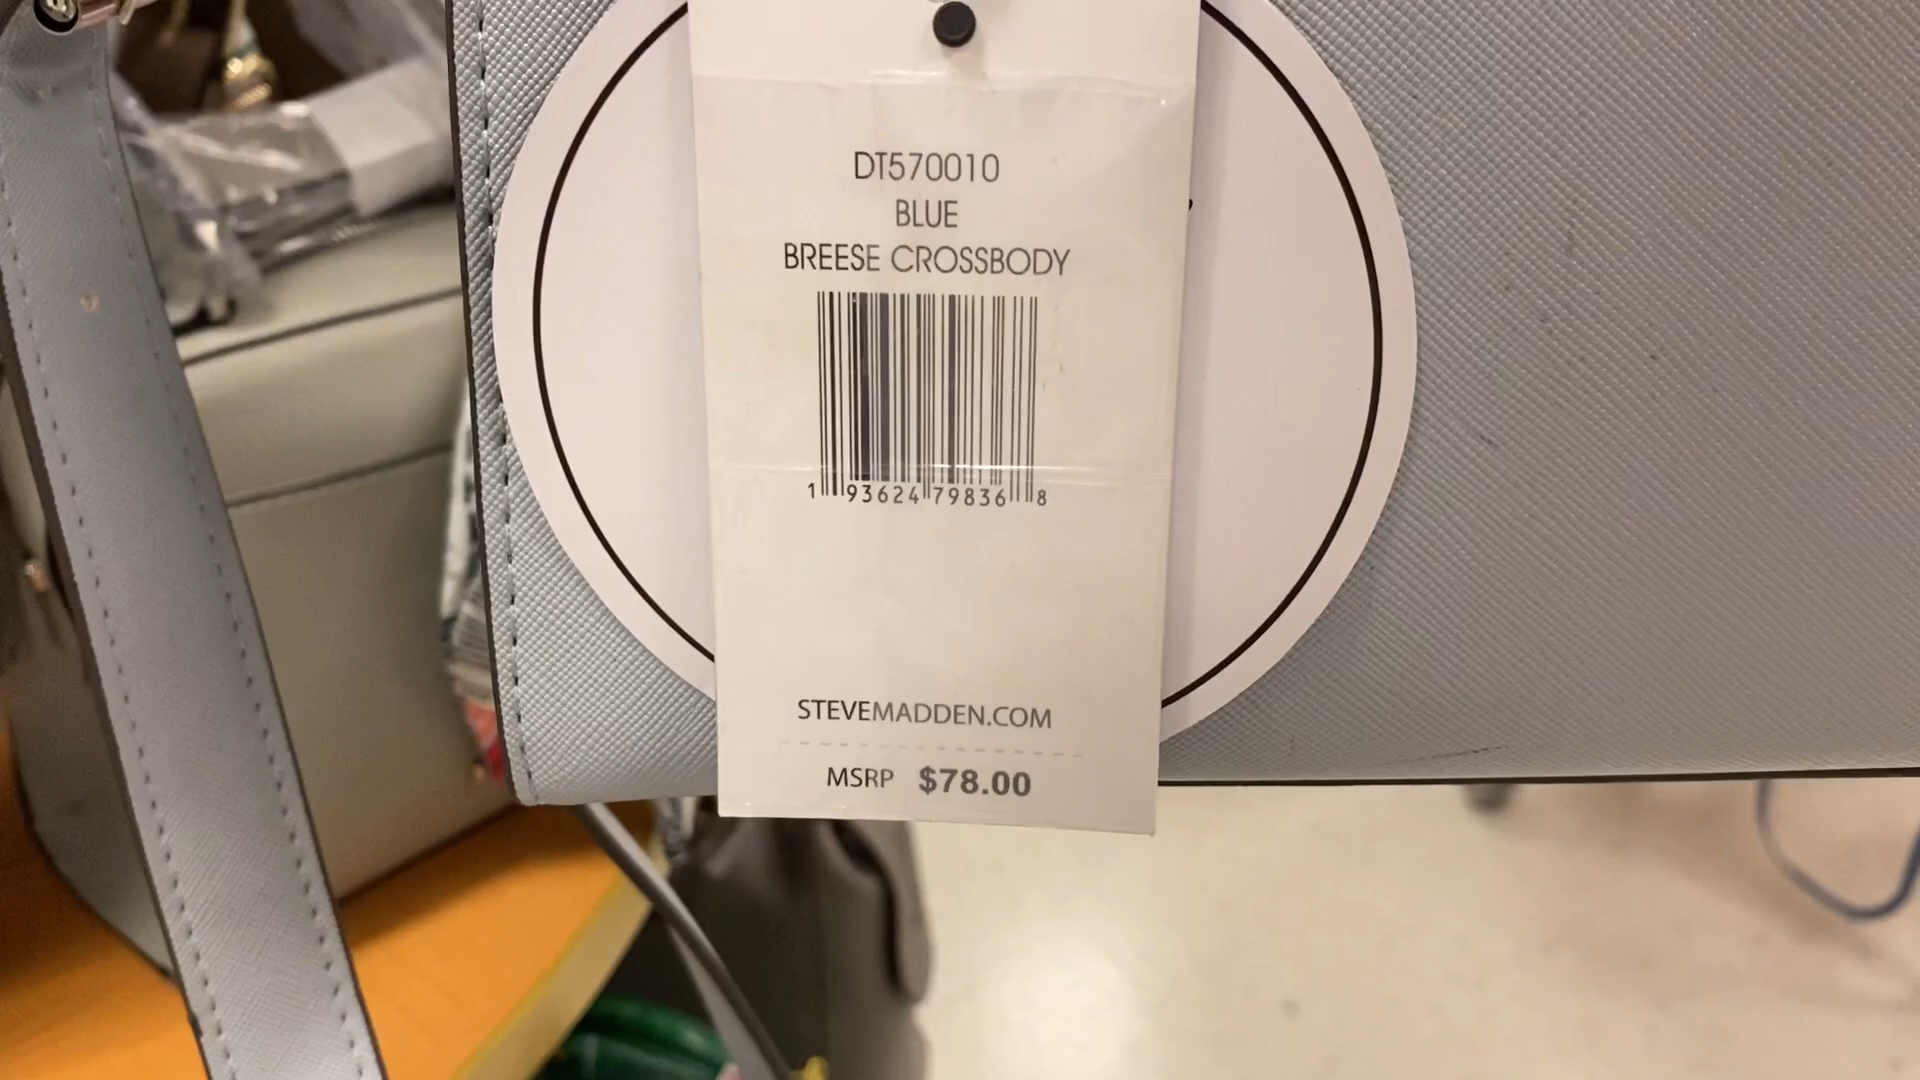 DT570010
BLUE
BREESE CROSSBODY
1 93624 79836 8
STEVEMADDEN.COM
MSRP $78.00